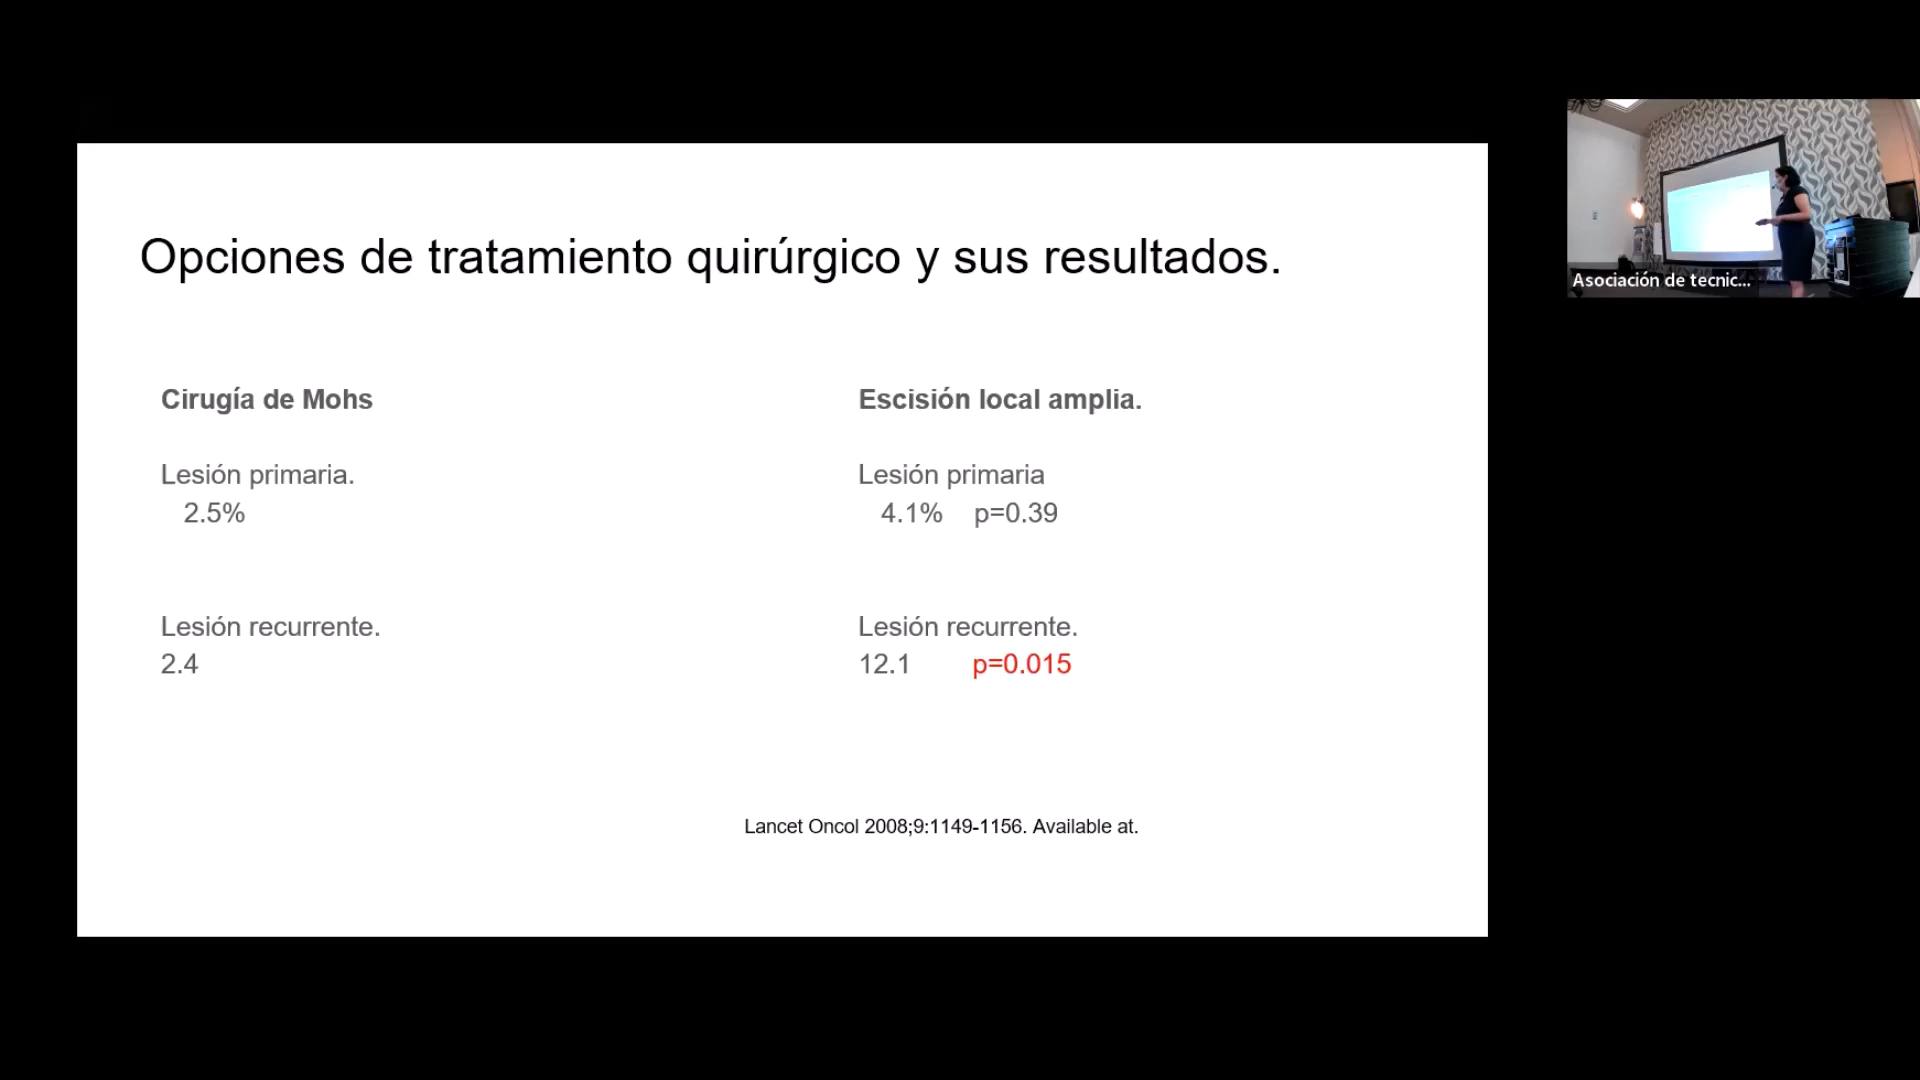 Opciones de tratamiento quirúrgico y sus resultados.
Cirugía de Mohs
Lesión primaria.
2.5%
Lesión recurrente.
2.4
Escisión local amplia.
Lesión primaria
4.1% p=0.39
Lesión recurrente.
12.1 p=0.015
Lancet Oncol 2008;9:1149-1156. Available at.
Asociación de tecnic...